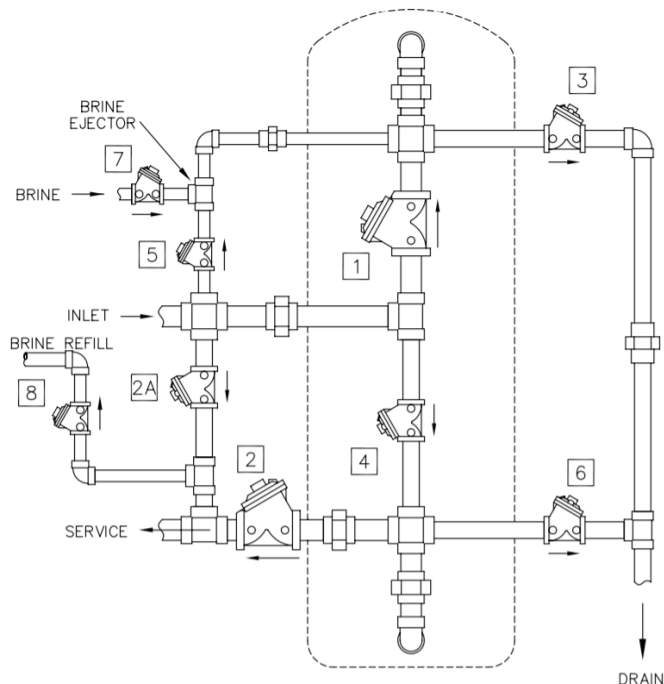 3
BRINE
EJECTOR
7
BRINE
5
1
INLET
BRINE REFILL
8
2A
4
2
6
SERVICE
DRAIN